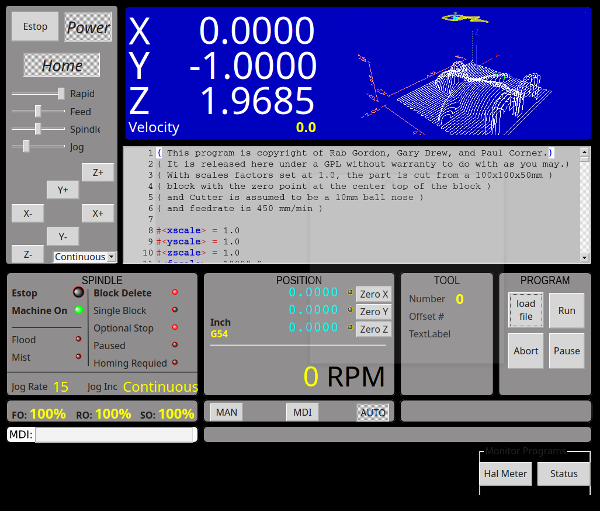 Estop
Power
Home
Rapid
Feed
Spindle
Jog
Z+
Y+
X-
X+
Y-
Z-
Continuous
X 0.0000
Y -1.0000
Z 1.9685
Velocity 0.0
1 ( This program is copyright of Rab Gordon, Gary Drew, and Paul Corner.)
2 ( It is released here under a GPL without warranty to do with as you may.)
3 ( With scales factors set at 1.0, the part is cut from a 100x100x50mm )
4 ( block with the zero point at the center top of the block )
5 ( and Cutter is assumed to be a 10mm ball nose )
6 ( and feedrate is 450 mm/min )
7
8 #<xscale> = 1.0
9 #<yscale> = 1.0
10 #<zscale> = 1.0
SPINDLE
Estop
Machine On
Flood
Mist
Block Delete
Single Block
Optional Stop
Paused
Homing Requied
Jog Rate 15
Jog Inc Continuous
POSITION
0.0000 Zero X
0.0000 Zero Y
Inch
G54
0.0000 Zero Z
0 RPM
TOOL
Number 0
Offset #
TextLabel
PROGRAM
load
file
Run
Abort
Pause
FO: 100% RO: 100% SO: 100%
MAN
MDI
AUTO
MDI:
Monitor Programs
Hal Meter
Status